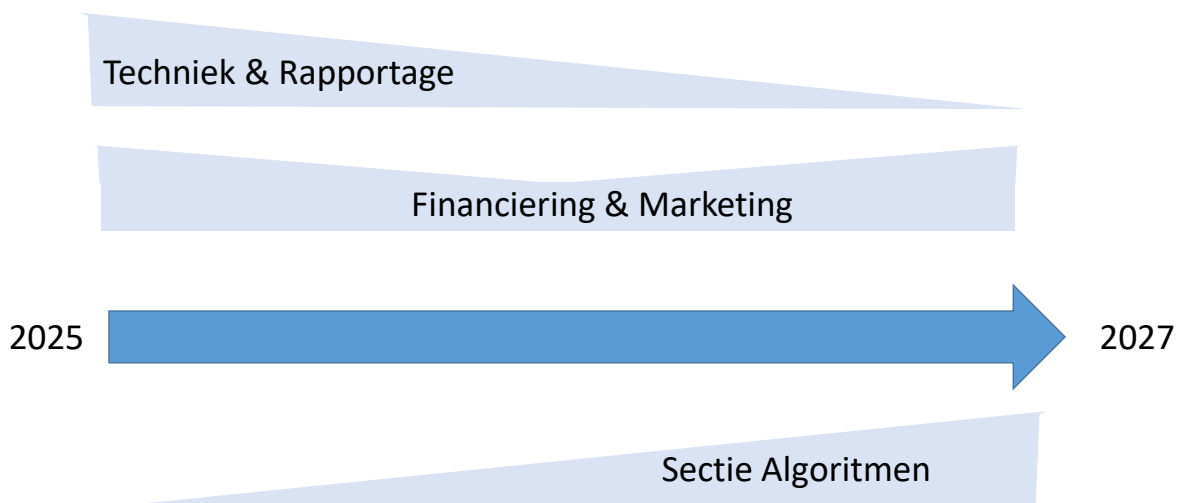 Techniek & Rapportage
Financiering & Marketing
2025
2027
Sectie Algoritmen